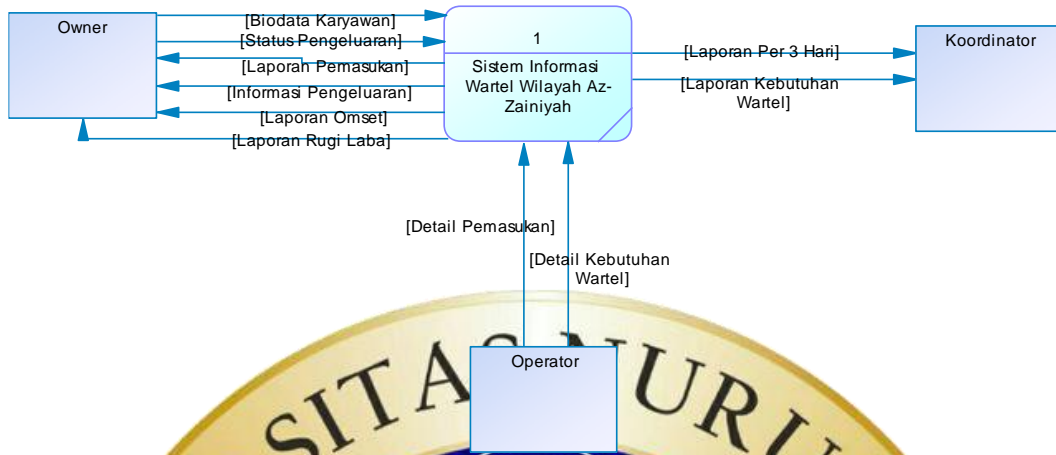 Owner
[Biodata Karyawan]
[Status Pengeluaran]
[Laporan Pemasukan]
[Informasi Pengeluaran]
[Laporan Omset]
[Laporan Rugi Laba]
1
Sistem Informasi
Wartel Wilayah Az-
Zainiyah
[Laporan Per 3 Hari]
[Laporan Kebutuhan
Wartel]
Koordinator
[Detail Pemasukan]
[Detail Kebutuhan
Wartel]
Operator
SITAS NURU